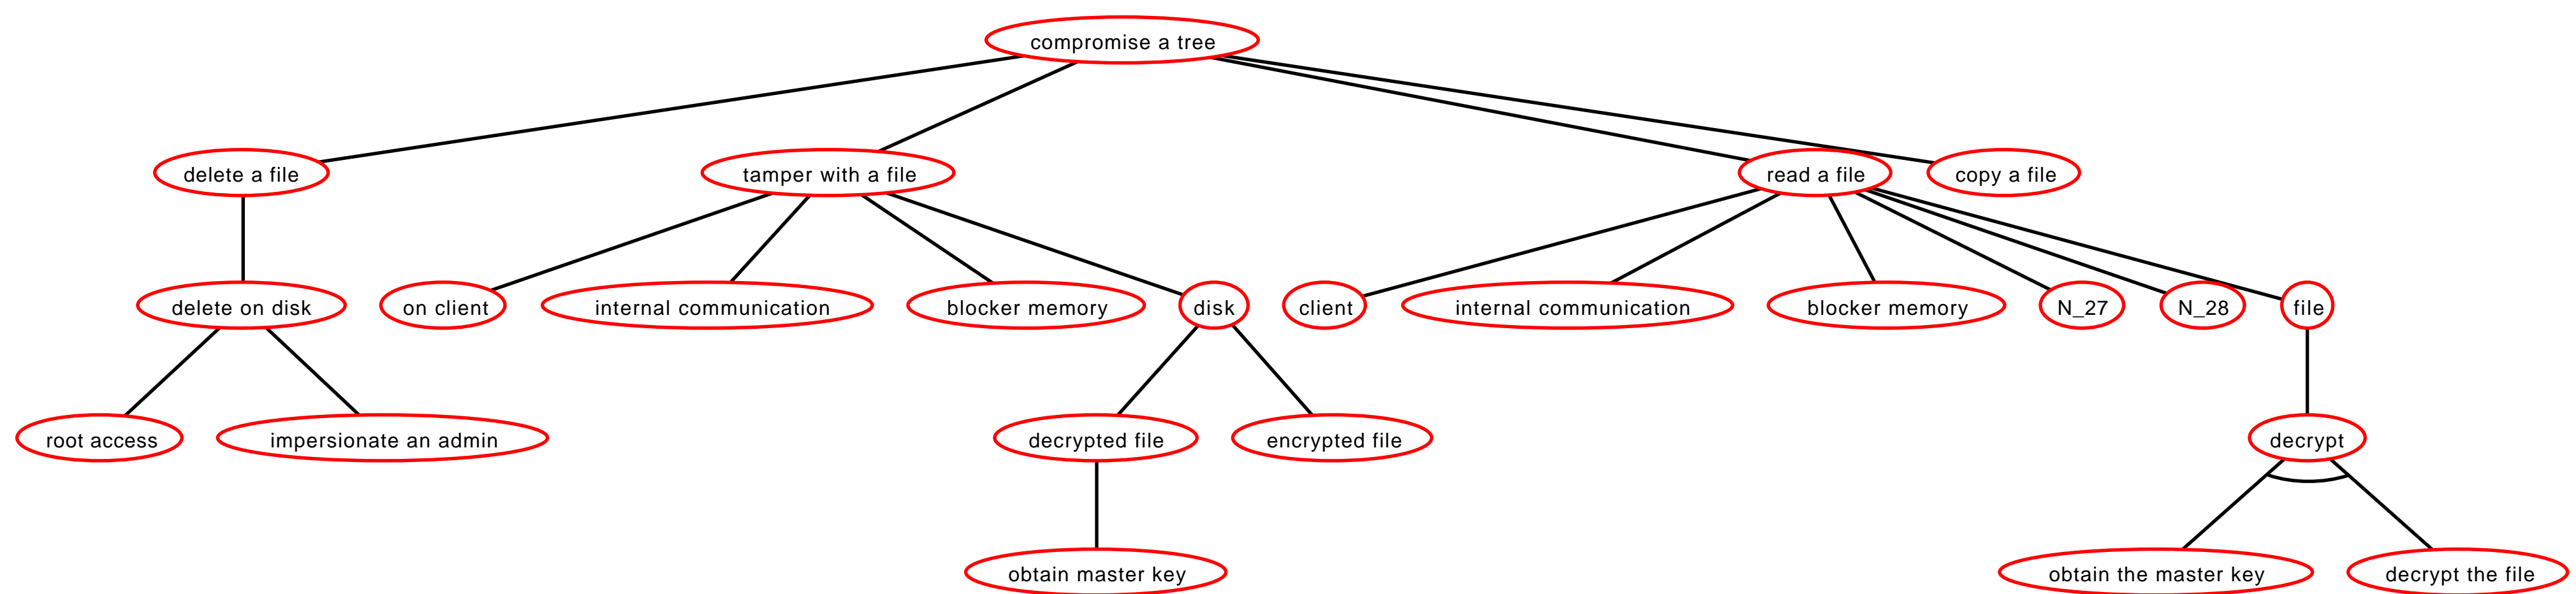 compromise a tree
delete a file
tamper with a file
read a file
copy a file
delete on disk
on client
internal communication
blocker memory
disk
client
internal communication
blocker memory
N_27
N_28
file
root access
impersionate an admin
decrypted file
encrypted file
decrypt
obtain master key
obtain the master key
decrypt the file